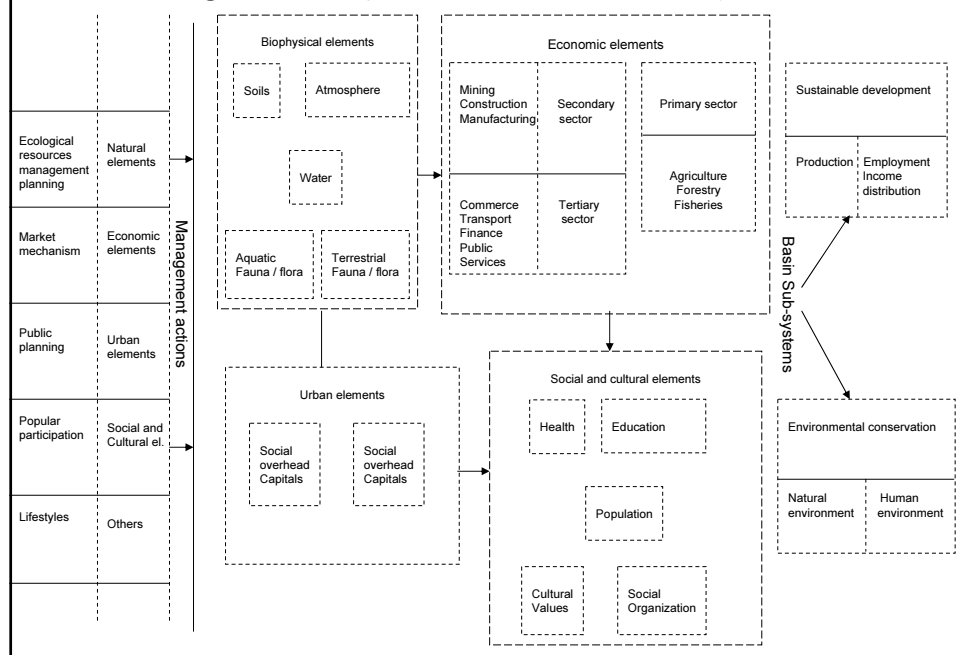 Ecological
resources
management
planning
Natural
elements
Market
mechanism
Economic
elements
Public
planning
Urban
elements
Popular
participation
Social and
Cultural el.
Lifestyles
Others
Management actions
Biophysical elements
Soils
Atmosphere
Water
Aquatic
Fauna / flora
Terrestrial
Fauna / flora
Economic elements
Mining
Construction
Manufacturing
Secondary
sector
Primary sector
Commerce
Transport
Finance
Public
Services
Tertiary
sector
Agriculture
Forestry
Fisheries
Urban elements
Social
overhead
Capitals
Social
overhead
Capitals
Social and cultural elements
Health
Education
Population
Cultural
Values
Social
Organization
Basin Sub-systems
Sustainable development
Production
Employment
Income
distribution
Environmental conservation
Natural
environment
Human
environment